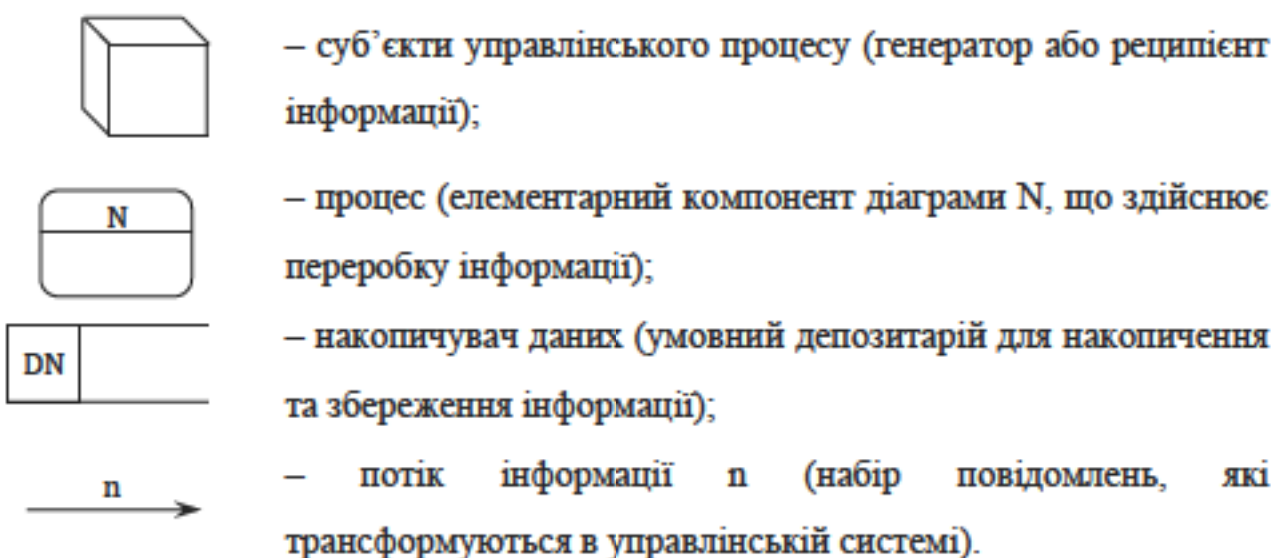 – суб’єкти управлінського процесу (генератор або реципієнт
інформації);
N
– процес (елементарний компонент діаграми N, що здійснює
переробку інформації);
DN
– накопичувач даних (умовний депозитарій для накопичення
та збереження інформації);
n
– потік інформації n (набір повідомлень, які
трансформуються в управлінській системі).